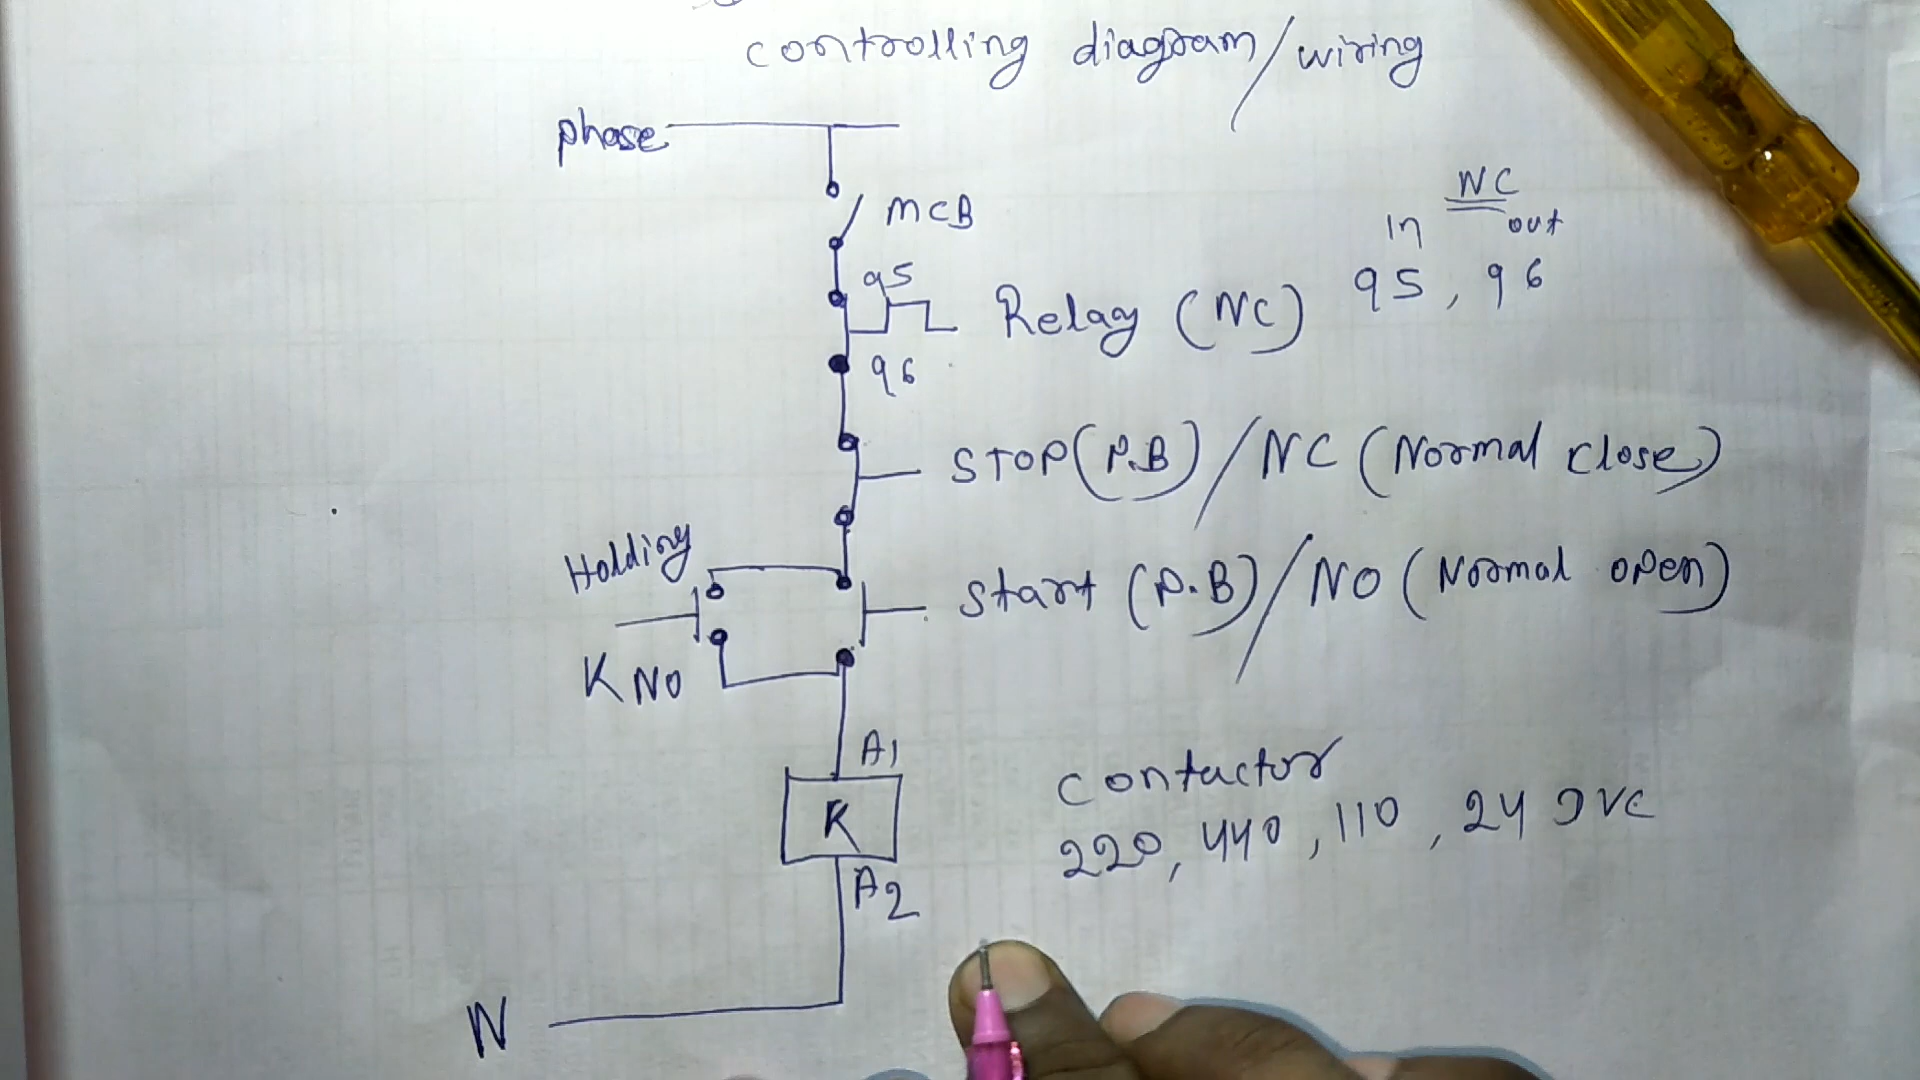 controlling diagram/wiring
phase
MCB
NC
in out
95, 96
95
Relay (NC)
96
STOP(P.B)/NC (Normal close)
Holding
Start (P.B)/NO (Normal open)
K NO
A1
contactor
K
220, 440, 110, 24 DVC
A2
N